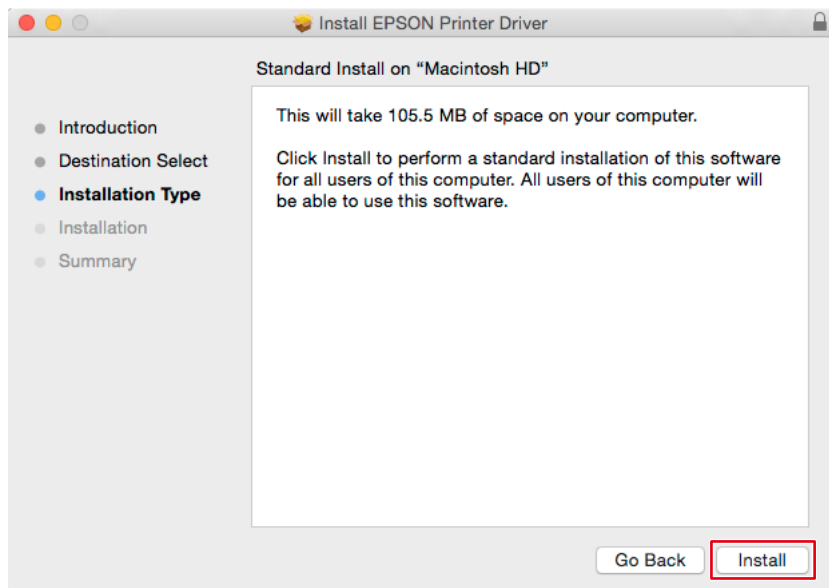 Install EPSON Printer Driver
Standard Install on “Macintosh HD”
Introduction
Destination Select
Installation Type
Installation
Summary
This will take 105.5 MB of space on your computer.
Click Install to perform a standard installation of this software
for all users of this computer. All users of this computer will
be able to use this software.
Go Back
Install